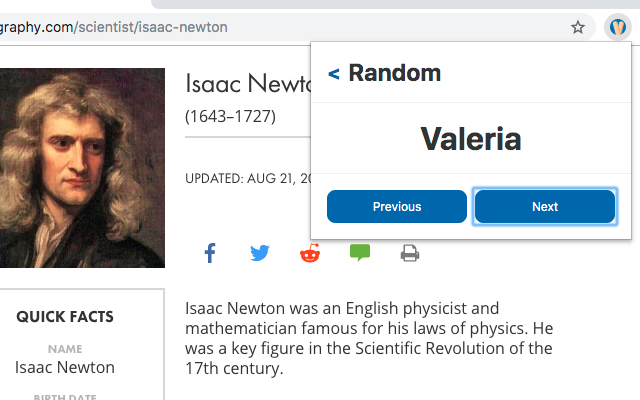 graphy.com/scientist/isaac-newton
< Random
Valeria
Previous
Next
Isaac Newto
(1643–1727)
UPDATED: AUG 21, 20
QUICK FACTS
NAME
Isaac Newton
BIRTH DATE
Isaac Newton was an English physicist and
mathematician famous for his laws of physics. He
was a key figure in the Scientific Revolution of the
17th century.